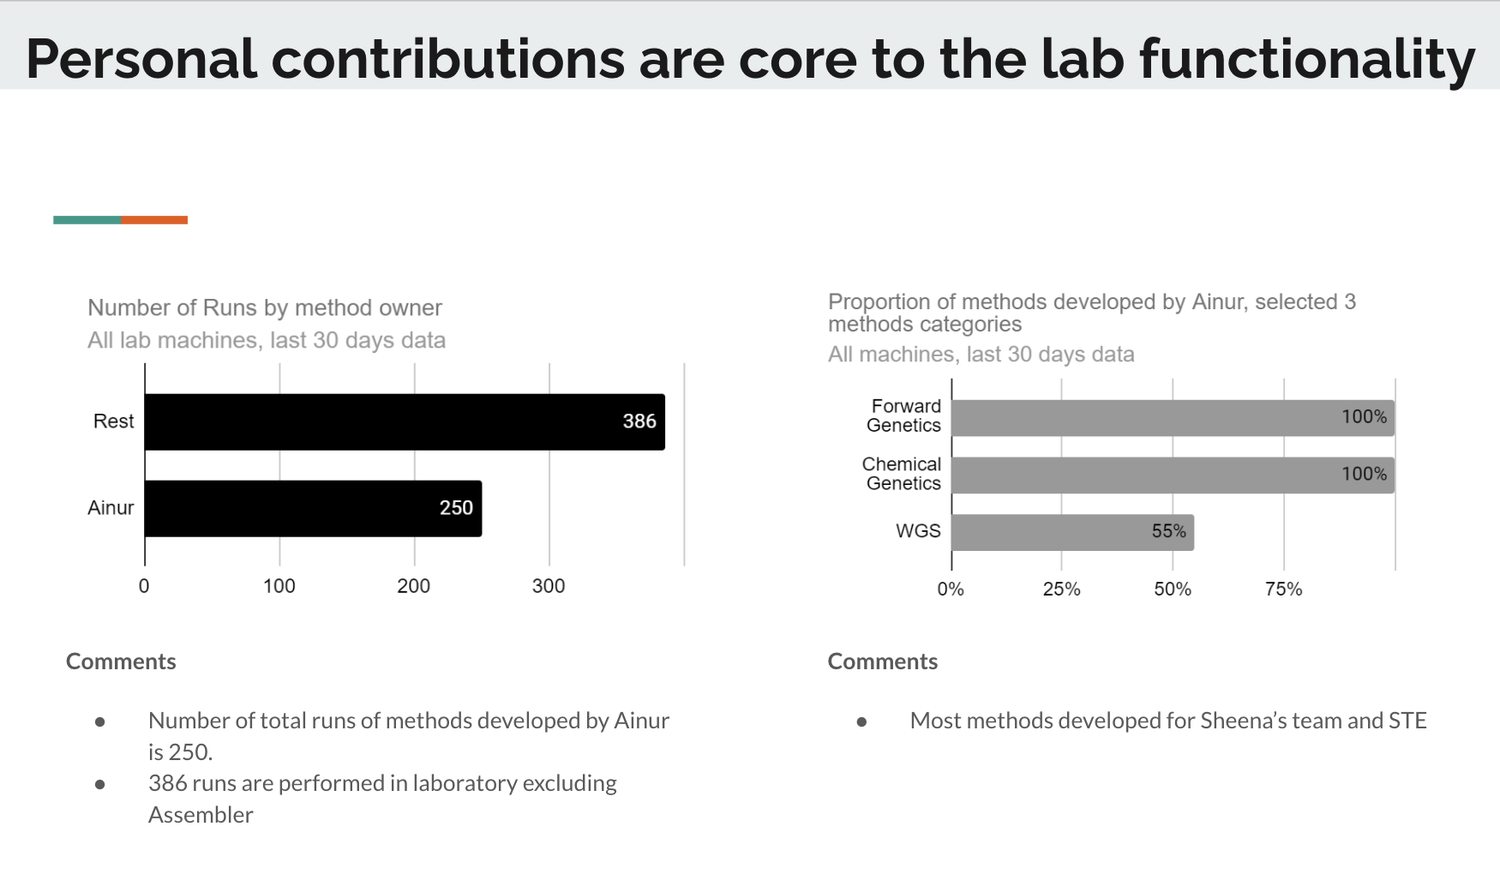 Personal contributions are core to the lab functionality
Number of Runs by method owner
All lab machines, last 30 days data
Rest
386
Ainur
250
0
100
200
300
Comments
● Number of total runs of methods developed by Ainur
is 250.
● 386 runs are performed in laboratory excluding
Assembler
Proportion of methods developed by Ainur, selected 3
methods categories
All machines, last 30 days data
Forward
Genetics
100%
Chemical
Genetics
100%
WGS
55%
0%
25%
50%
75%
Comments
● Most methods developed for Sheena’s team and STE